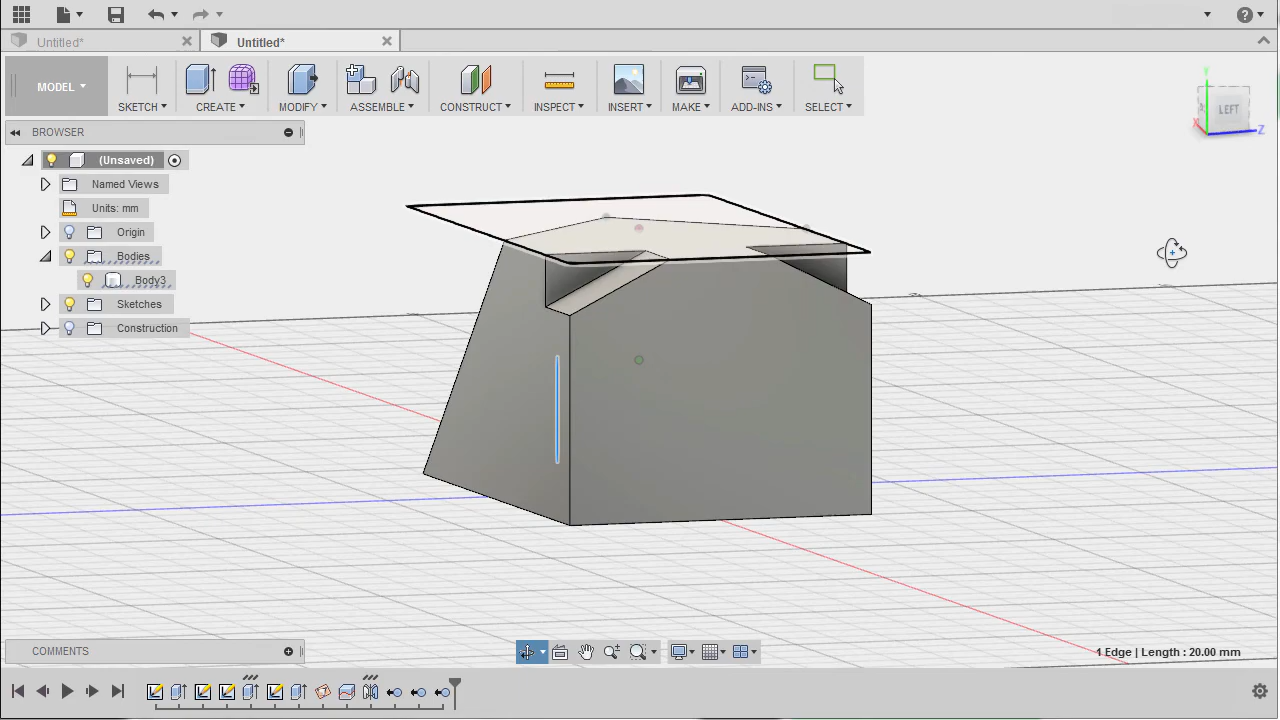 Untitled*
Untitled*
MODEL
SKETCH
CREATE
MODIFY
ASSEMBLE
CONSTRUCT
INSPECT
INSERT
MAKE
ADD-INS
SELECT
BROWSER
(Unsaved)
Named Views
Units: mm
Origin
Bodies
Body3
Sketches
Construction
Y
LEFT
X
Z
COMMENTS
1 Edge | Length : 20.00 mm